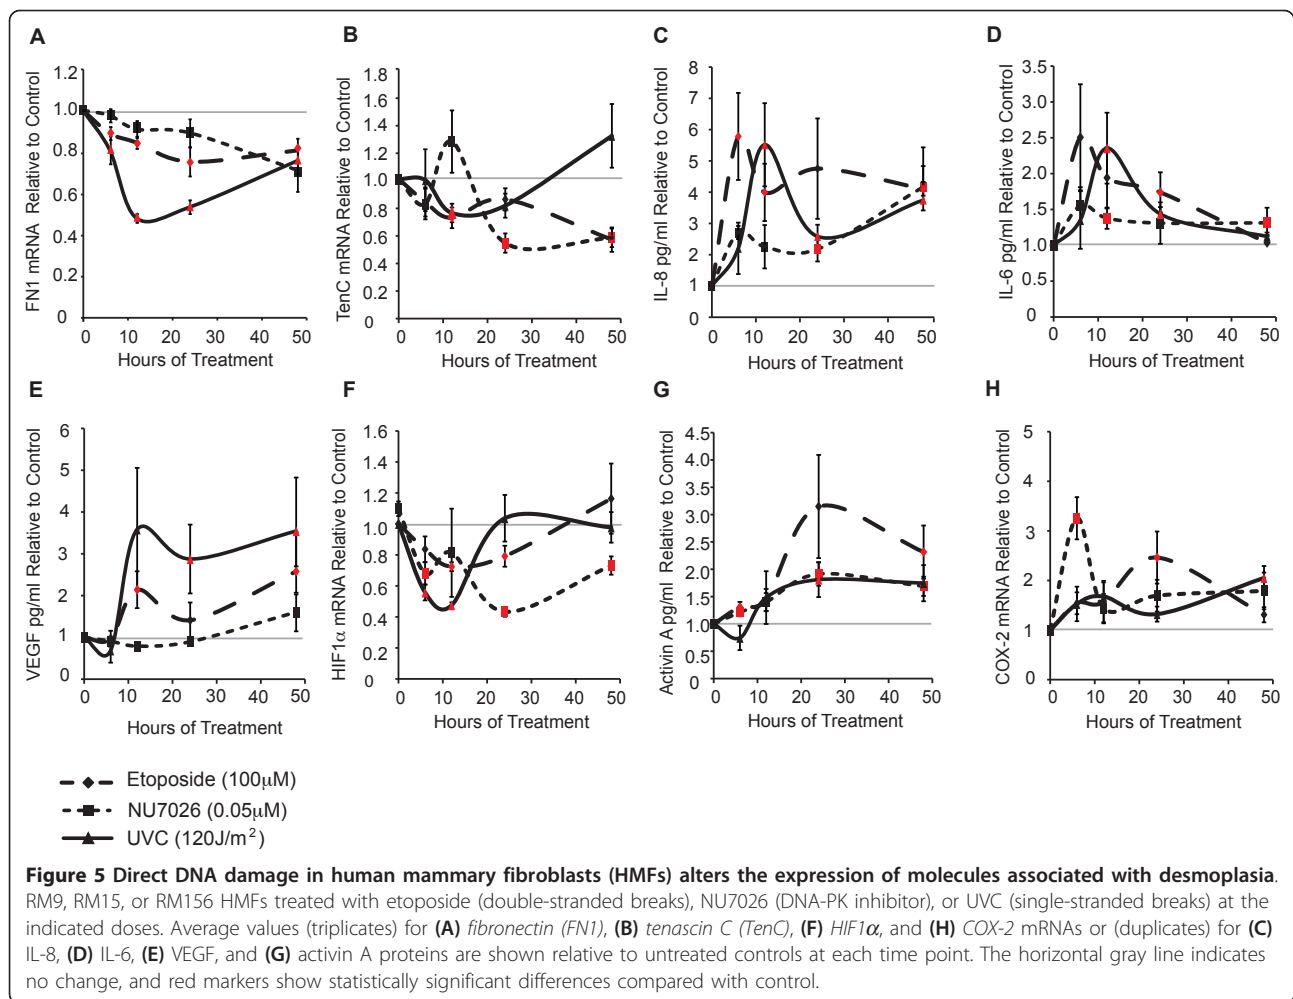 A
FN1 mRNA Relative to Control
1.2
1.0
0.8
0.6
0.4
0.2
0
0 10 20 30 40 50
Hours of Treatment
B
TenC mRNA Relative to Control
1.8
1.6
1.4
1.2
1.0
0.8
0.6
0.4
0.2
0
0 10 20 30 40 50
Hours of Treatment
C
IL-8 pg/ml Relative to Control
8
7
6
5
4
3
2
1
0
0 10 20 30 40 50
Hours of Treatment
D
IL-6 pg/ml Relative to Control
3.5
3.0
2.5
2.0
1.5
1.0
0.5
0
0 10 20 30 40 50
Hours of Treatment
E
VEGF pg/ml Relative to Control
6
5
4
3
2
1
0
0 10 20 30 40 50
Hours of Treatment
F
HIF1α mRNA Relative to Control
1.6
1.4
1.2
1.0
0.8
0.6
0.4
0.2
0
0 10 20 30 40 50
Hours of Treatment
G
Activin A pg/ml Relative to Control
4.5
4.0
3.5
3.0
2.5
2.0
1.5
1.0
0.5
0
0 10 20 30 40 50
Hours of Treatment
H
COX-2 mRNA Relative to Control
5
4
3
2
1
0
0 10 20 30 40 50
Hours of Treatment
Etoposide (100μM)
NU7026 (0.05μM)
UVC (120J/m²)
Figure 5 Direct DNA damage in human mammary fibroblasts (HMFs) alters the expression of molecules associated with desmoplasia.
RM9, RM15, or RM156 HMFs treated with etoposide (double-stranded breaks), NU7026 (DNA-PK inhibitor), or UVC (single-stranded breaks) at the
indicated doses. Average values (triplicates) for (A) fibronectin (FN1), (B) tenascin C (TenC), (F) HIF1α, and (H) COX-2 mRNAs or (duplicates) for (C)
IL-8, (D) IL-6, (E) VEGF, and (G) activin A proteins are shown relative to untreated controls at each time point. The horizontal gray line indicates
no change, and red markers show statistically significant differences compared with control.